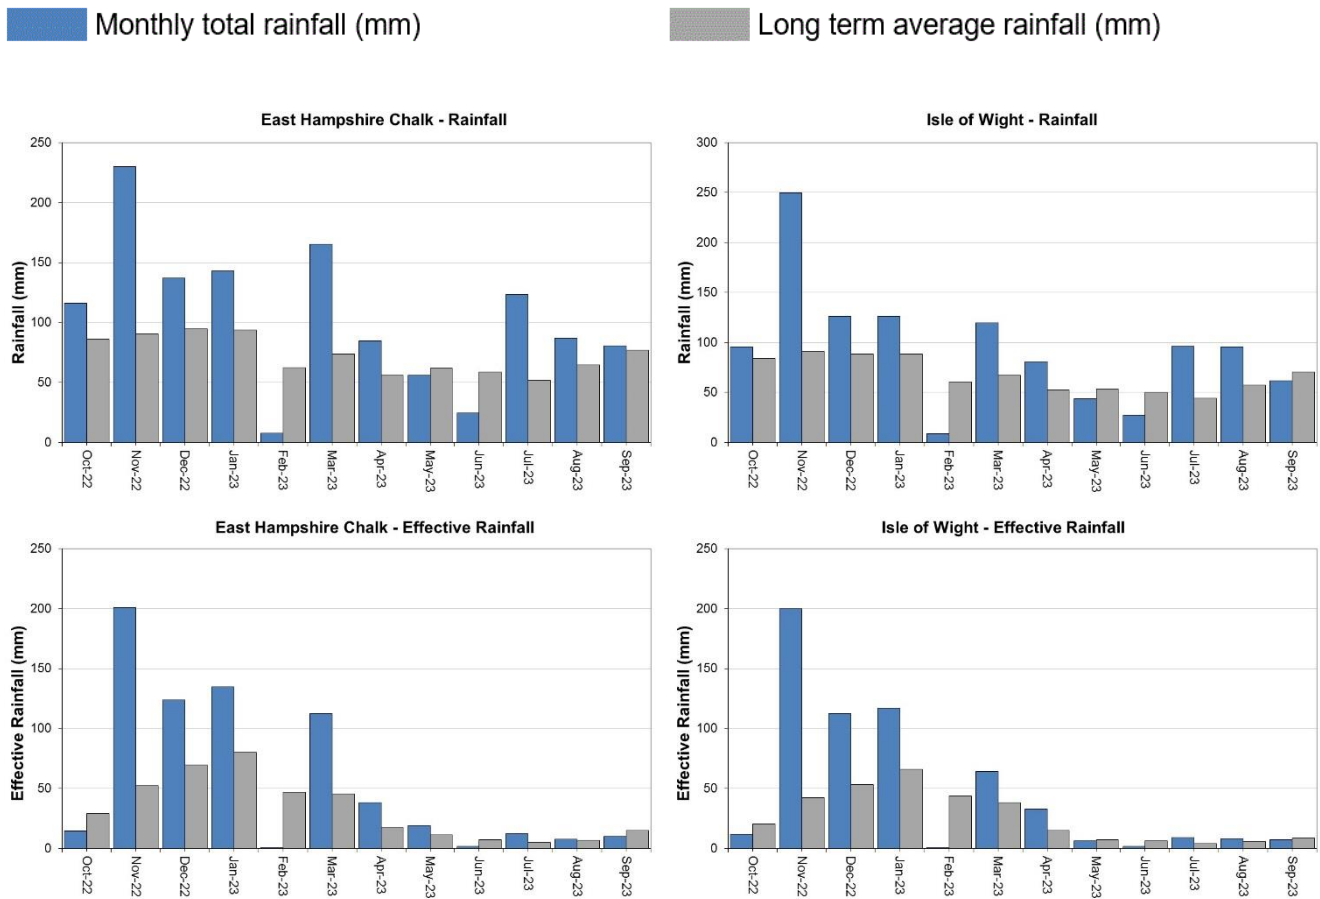 Monthly total rainfall (mm)
Long term average rainfall (mm)
East Hampshire Chalk - Rainfall
Rainfall (mm)
250
200
150
100
50
0
Oct-22
Nov-22
Dec-22
Jan-23
Feb-23
Mar-23
Apr-23
May-23
Jun-23
Jul-23
Aug-23
Sep-23
Isle of Wight - Rainfall
Rainfall (mm)
300
250
200
150
100
50
0
Oct-22
Nov-22
Dec-22
Jan-23
Feb-23
Mar-23
Apr-23
May-23
Jun-23
Jul-23
Aug-23
Sep-23
East Hampshire Chalk - Effective Rainfall
Effective Rainfall (mm)
250
200
150
100
50
0
Oct-22
Nov-22
Dec-22
Jan-23
Feb-23
Mar-23
Apr-23
May-23
Jun-23
Jul-23
Aug-23
Sep-23
Isle of Wight - Effective Rainfall
Effective Rainfall (mm)
250
200
150
100
50
0
Oct-22
Nov-22
Dec-22
Jan-23
Feb-23
Mar-23
Apr-23
May-23
Jun-23
Jul-23
Aug-23
Sep-23